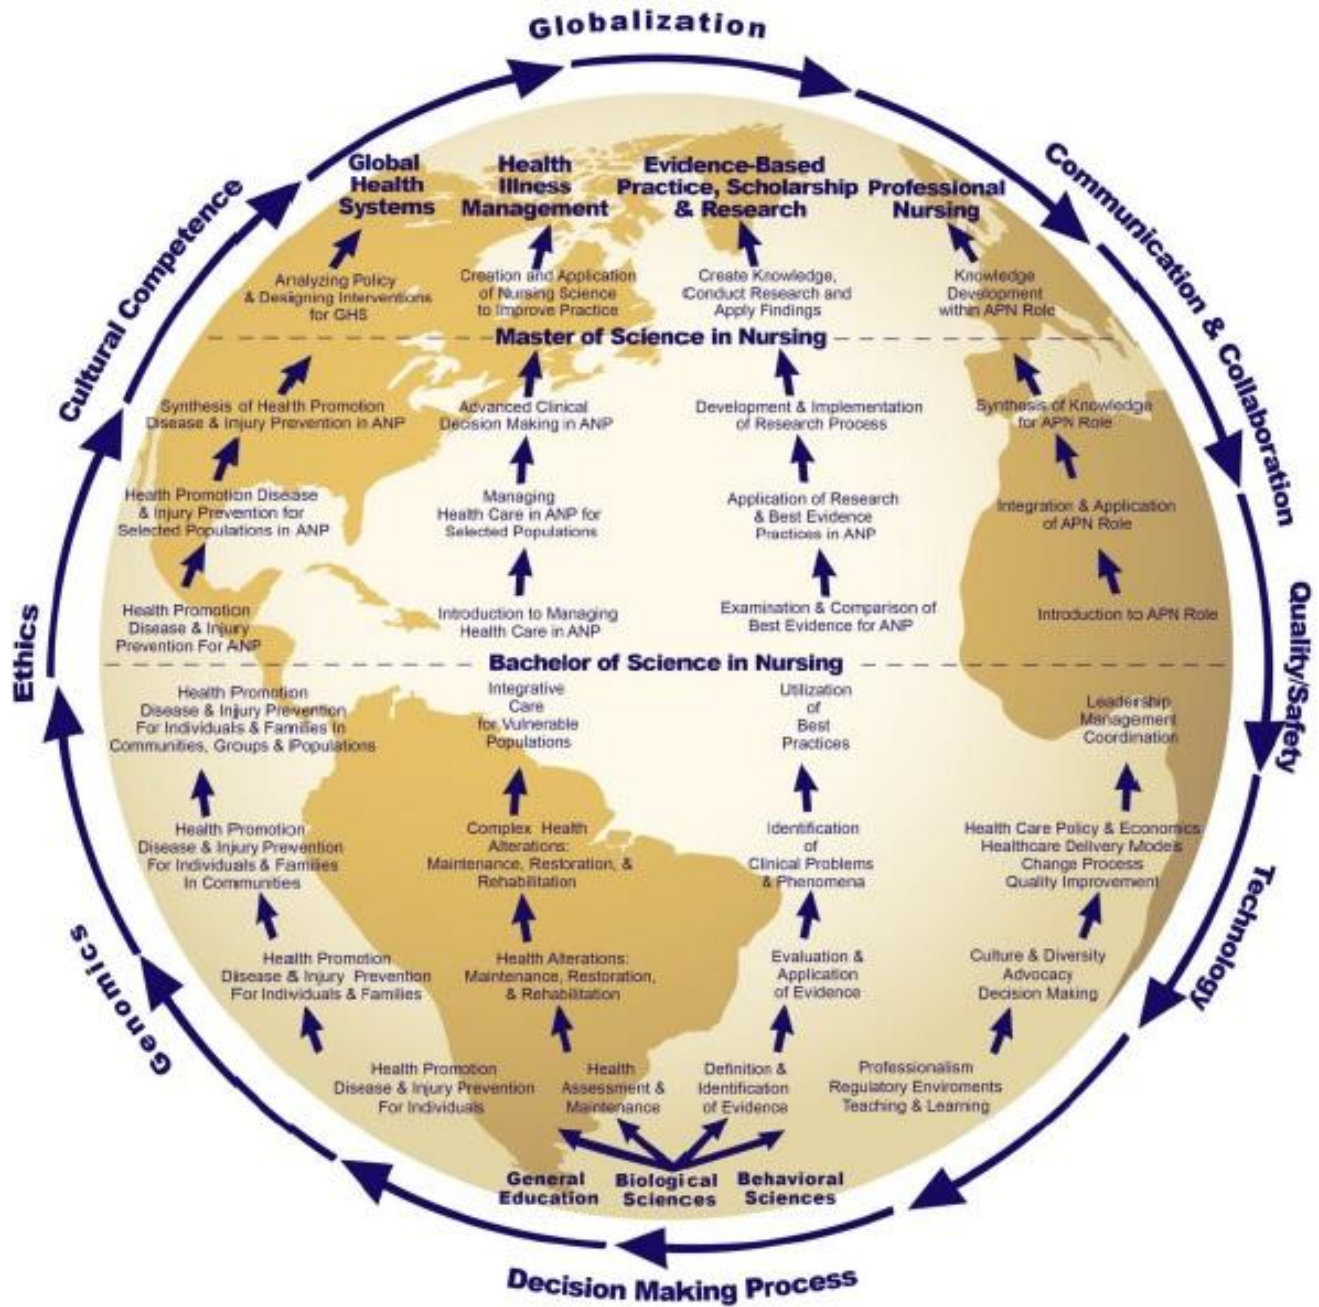 Globalization
Communication & Collaboration
Quality/Safety
Technology
Decision Making Process
Genomics
Ethics
Cultural Competence
Global
Health
Systems
Health
Illness
Management
Evidence-Based
Practice, Scholarship
& Research
Professional
Nursing
Analyzing Policy
& Designing Interventions
for GHS
Creation and Application
of Nursing Science
to Improve Practice
Create Knowledge,
Conduct Research and
Apply Findings
Knowledge
Development
within APN Role
Master of Science in Nursing
Synthesis of Health Promotion
Disease & Injury Prevention in ANP
Advanced Clinical
Decision Making in ANP
Development & Implementation
of Research Process
Synthesis of Knowledge
for APN Role
Health Promotion Disease
& Injury Prevention for
Selected Populations in ANP
Managing
Health Care in ANP for
Selected Populations
Application of Research
& Best Evidence
Practices in ANP
Integration & Application
of APN Role
Health Promotion
Disease & Injury
Prevention For ANP
Introduction to Managing
Health Care in ANP
Examination & Comparison of
Best Evidence for ANP
Introduction to APN Role
Bachelor of Science in Nursing
Health Promotion
Disease & Injury Prevention
For Individuals & Families In
Communities, Groups & Populations
Integrative
Care
for Vulnerable
Populations
Utilization
of
Best
Practices
Leadership
Management
Coordination
Health Promotion
Disease & Injury Prevention
For Individuals & Families
In Communities
Complex Health
Alterations:
Maintenance, Restoration, &
Rehabilitation
Identification
of
Clinical Problems
& Phenomena
Health Care Policy & Economics
Healthcare Delivery Models
Change Process
Quality Improvement
Health Promotion
Disease & Injury Prevention
For Individuals & Families
Health Alterations:
Maintenance, Restoration,
& Rehabilitation
Evaluation &
Application
of Evidence
Culture & Diversity
Advocacy
Decision Making
Health Promotion
Disease & Injury Prevention
For Individuals
Health
Assessment &
Maintenance
Definition &
Identification
of Evidence
Professionalism
Regulatory Enviroments
Teaching & Learning
General
Education
Biological
Sciences
Behavioral
Sciences